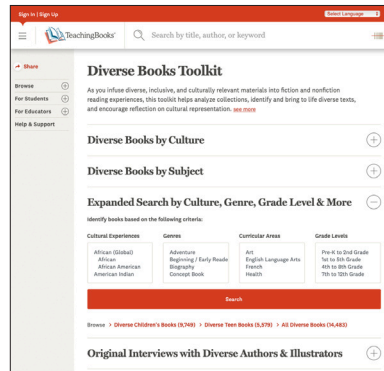 Sign In | Sign Up
Select Language
TeachingBooks
Search by title, author, or keyword
Share
Browse
For Students
For Educators
Help & Support
Diverse Books Toolkit
As you infuse diverse, inclusive, and culturally relevant materials into fiction and nonfiction
reading experiences, this toolkit helps analyze collections, identify and bring to life diverse texts,
and encourage reflection on cultural representation. see more
Diverse Books by Culture
Diverse Books by Subject
Expanded Search by Culture, Genre, Grade Level & More
Identify books based on the following criteria:
Cultural Experiences
African (Global)
African
African American
American Indian
Genres
Adventure
Beginning / Early Reade
Biography
Concept Book
Curricular Areas
Art
English Language Arts
French
Health
Grade Levels
Pre-K to 2nd Grade
1st to 5th Grade
4th to 8th Grade
7th to 12th Grade
Search
Browse > Diverse Children's Books (9,749) > Diverse Teen Books (5,579) > All Diverse Books (14,483)
Original Interviews with Diverse Authors & Illustrators